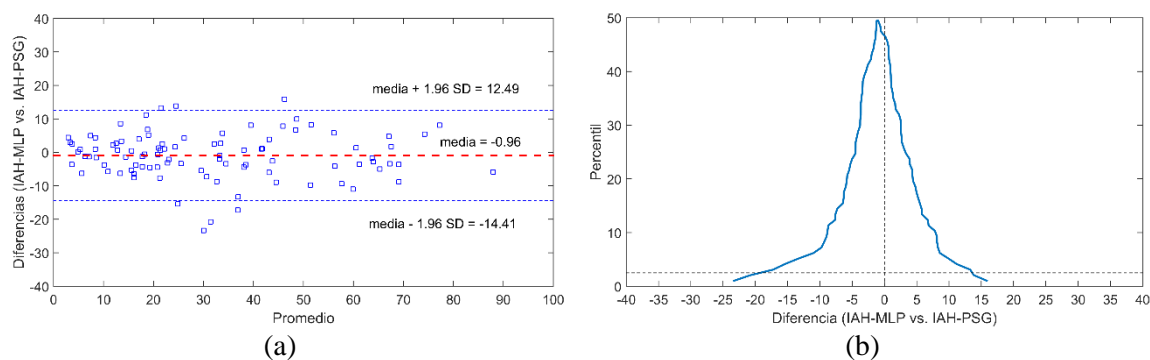 40
30
20
10
0
-10
-20
-30
-40
Diferencias (IAH-MLP vs. IAH-PSG)
media + 1.96 SD = 12.49
media = -0.96
media - 1.96 SD = -14.41
0 10 20 30 40 50 60 70 80 90 100
Promedio
(a)
50
40
30
20
10
0
Percentil
-40 -35 -30 -25 -20 -15 -10 -5 0 5 10 15 20 25 30 35 40
Diferencia (IAH-MLP vs. IAH-PSG)
(b)